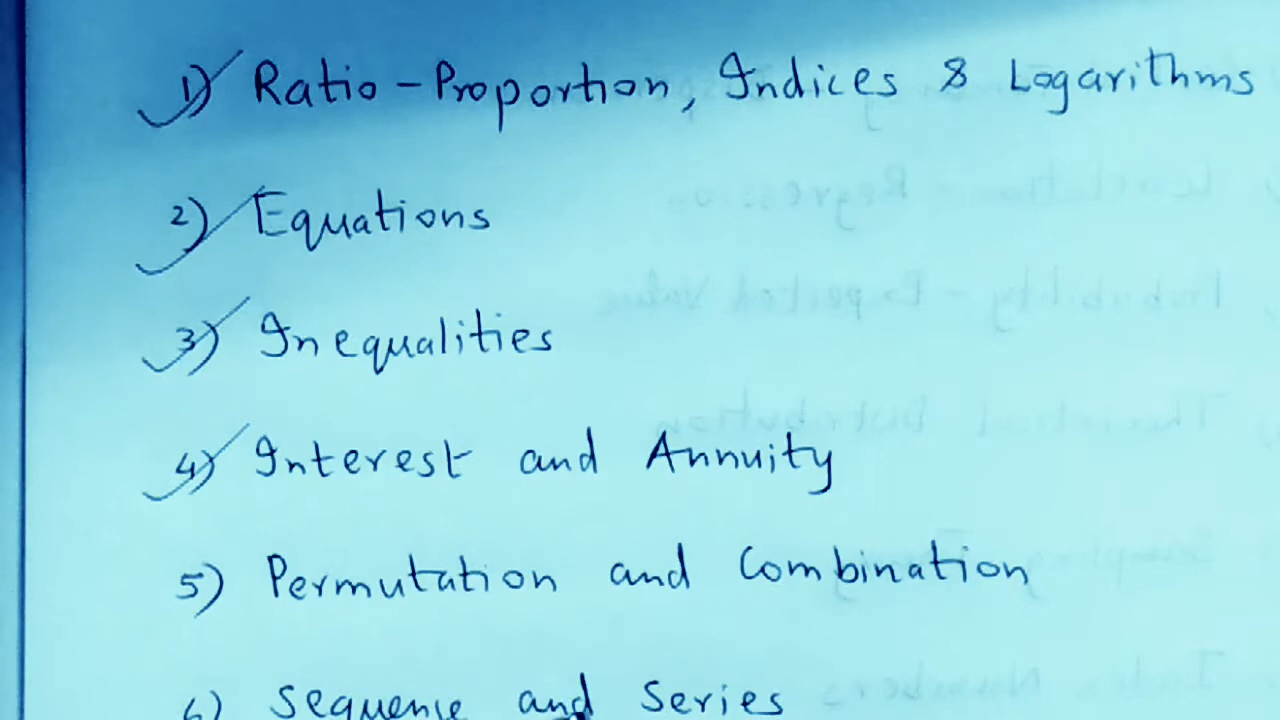 1) Ratio - Proportion, Indices & Logarithms
2) Equations
3) Inequalities
4) Interest and Annuity
5) Permutation and Combination
6) Sequence and Series